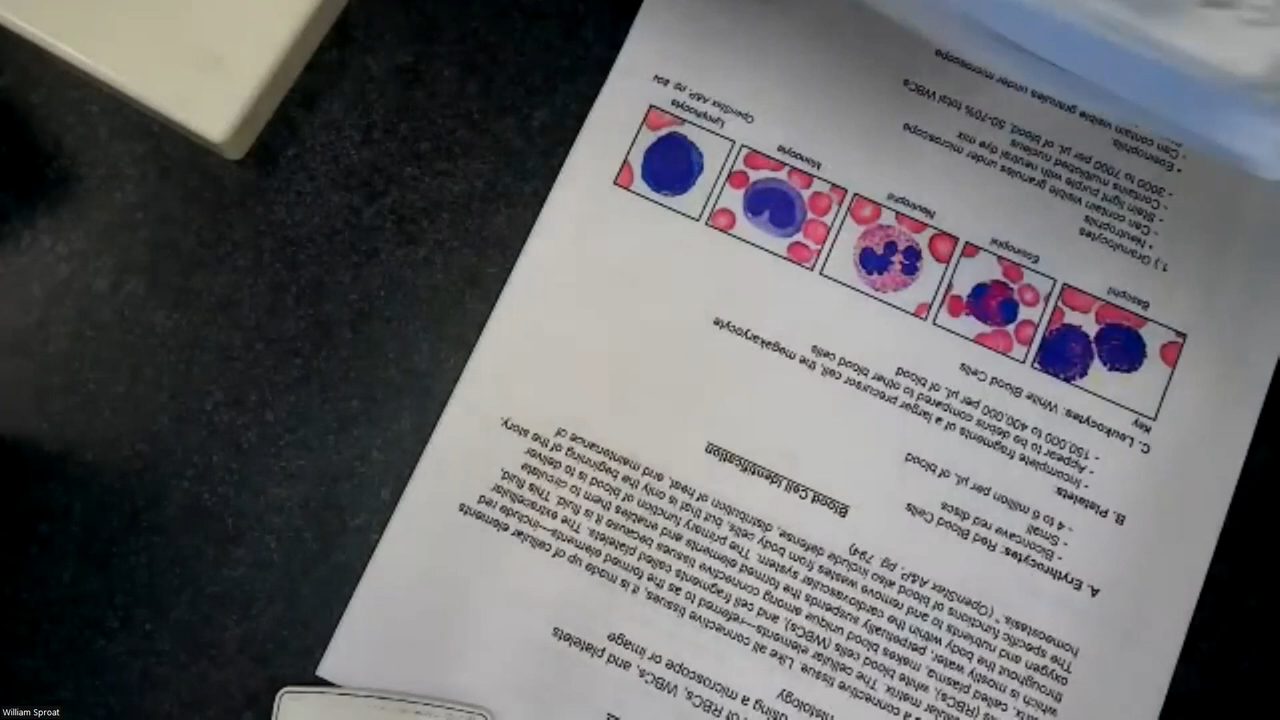 of RBCs, WBCs, and platelets
using a microscope or image
histology
a connective tissue. Like all connective tissues, it is made up of cellular elements
matrix. The cellular elements—referred to as the formed elements—include red
(RBCs), white blood cells (WBCs), and cell fragments called platelets. The extracellular
called plasma, makes blood unique among connective tissues because it is fluid. This fluid,
which is mostly water, perpetually suspends the formed elements and enables them to circulate
throughout the body within the cardiovascular system. The primary function of blood is to deliver
oxygen and nutrients to and remove wastes from body cells, but that is only the beginning of the story.
The specific functions of blood also include defense, distribution of heat, and maintenance of
homeostasis." (OpenStax A&P, pg. 794)
Blood Cell Identification
A. Erythrocytes: Red Blood Cells
- Biconcave red discs
- Small
- 4 to 6 million per µL of blood
B. Platelets:
- Incomplete fragments of a larger precursor cell, the megakaryocyte
- Appear to be debris compared to other blood cells
- 150,000 to 400,000 per µL of blood
C. Leukocytes: White Blood Cells
Key
Basophil
Eosinophil
Neutrophil
Monocyte
Lymphocyte
OpenStax A&P, pg. 804
1.) Granulocytes
• Neutrophils
- Can contain visible granules under microscope
- Stain light purple with neutral dye mix
- Contains multilobed nucleus
- 3000 to 7000 per µL of blood, 50-70% total WBCs
• Eosinophils:
- Can contain visible granules under microscope
William Sproat